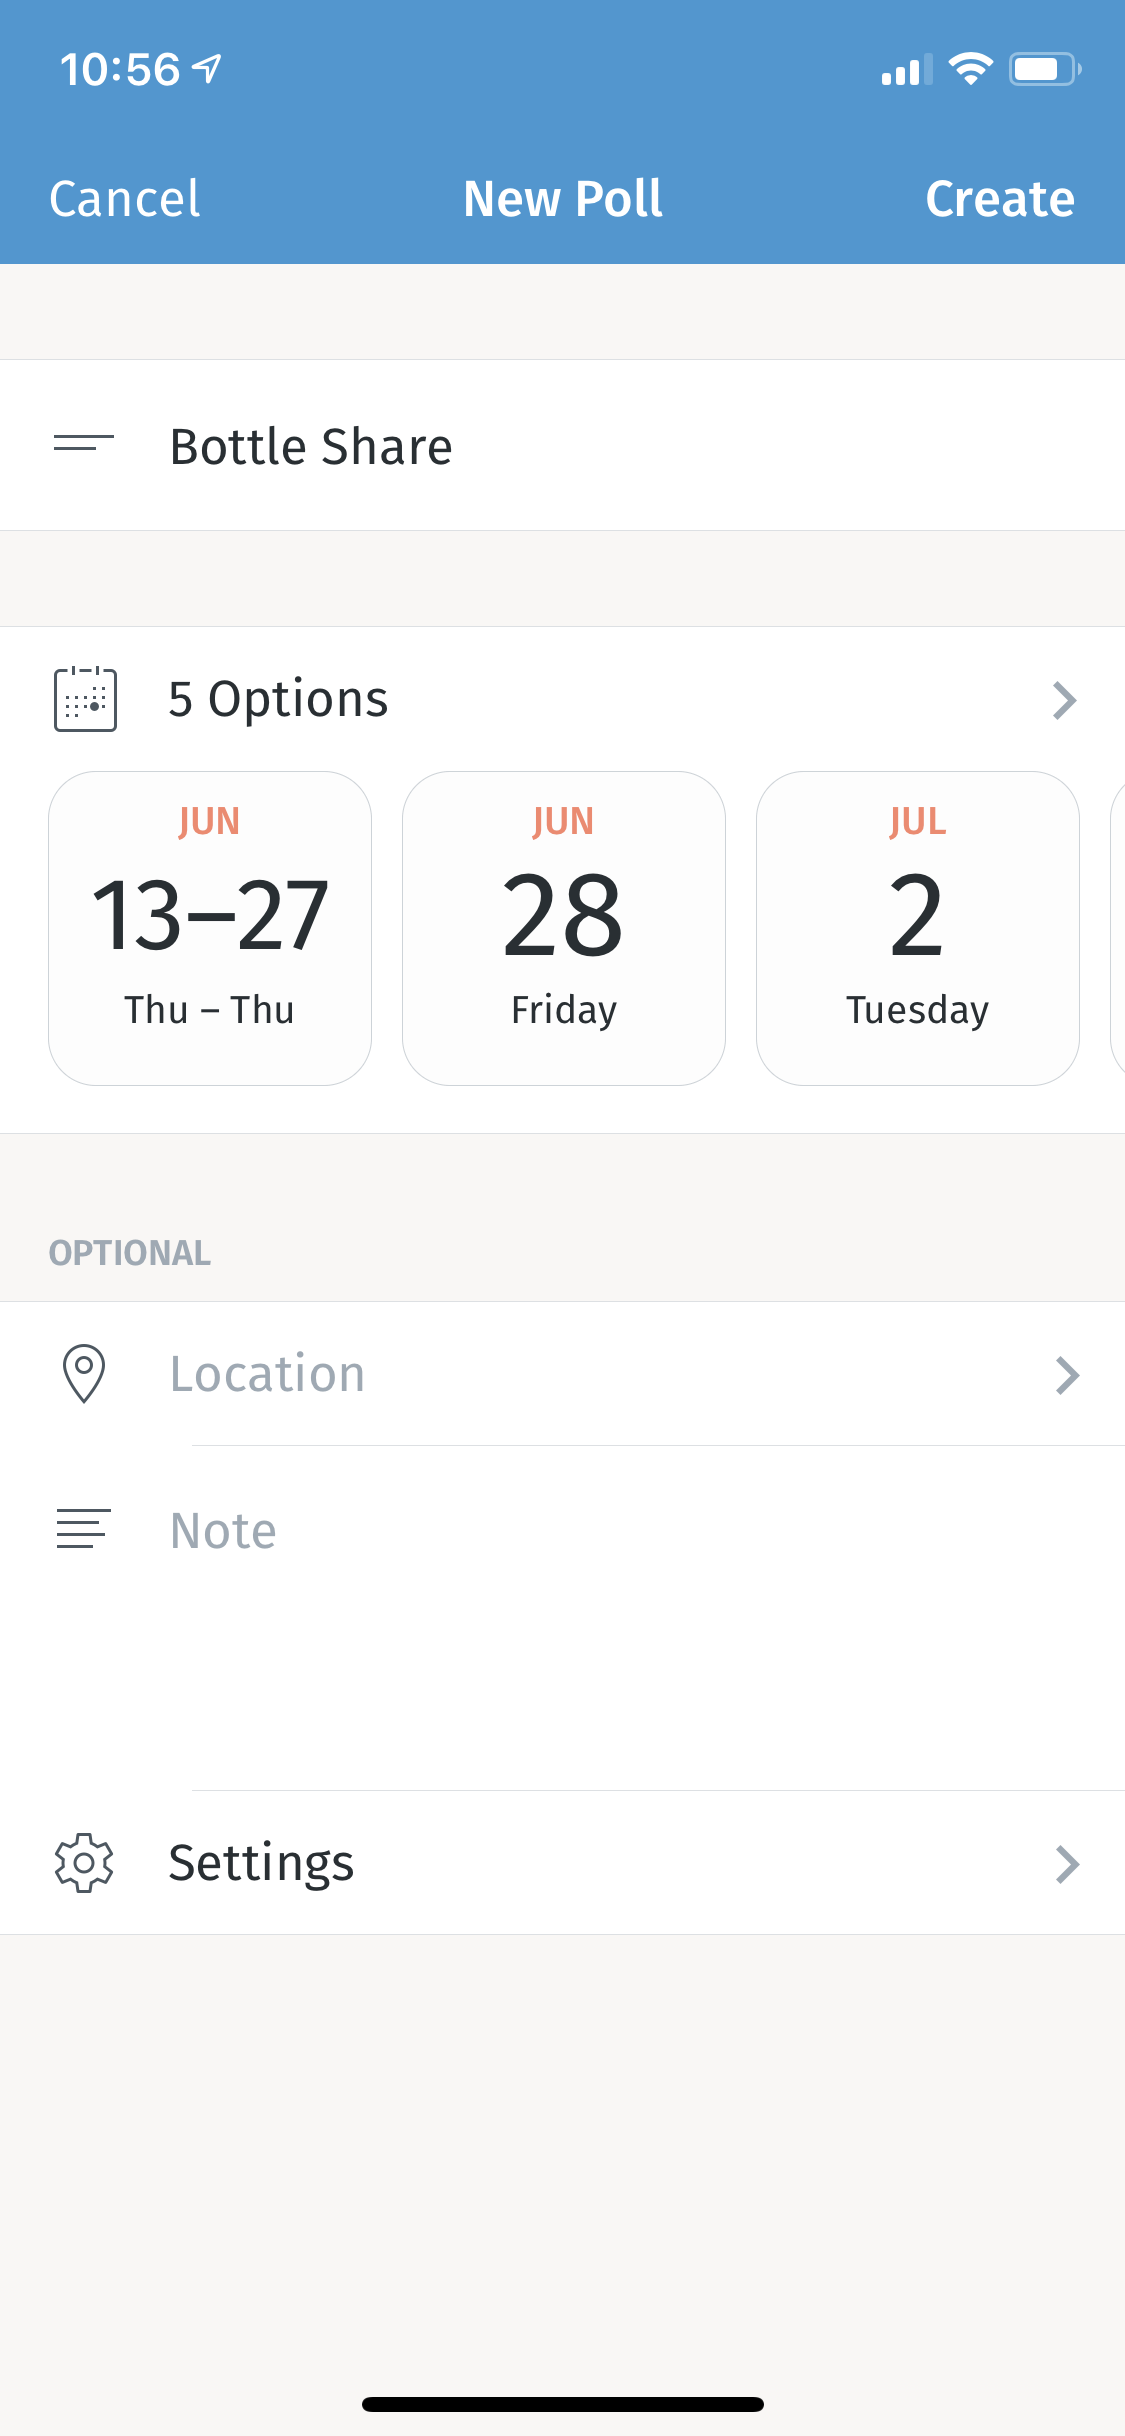 10:56
Cancel New Poll Create
Bottle Share
5 Options
JUN JUN JUL
13–27 28 2
Thu – Thu Friday Tuesday
OPTIONAL
Location
Note
Settings